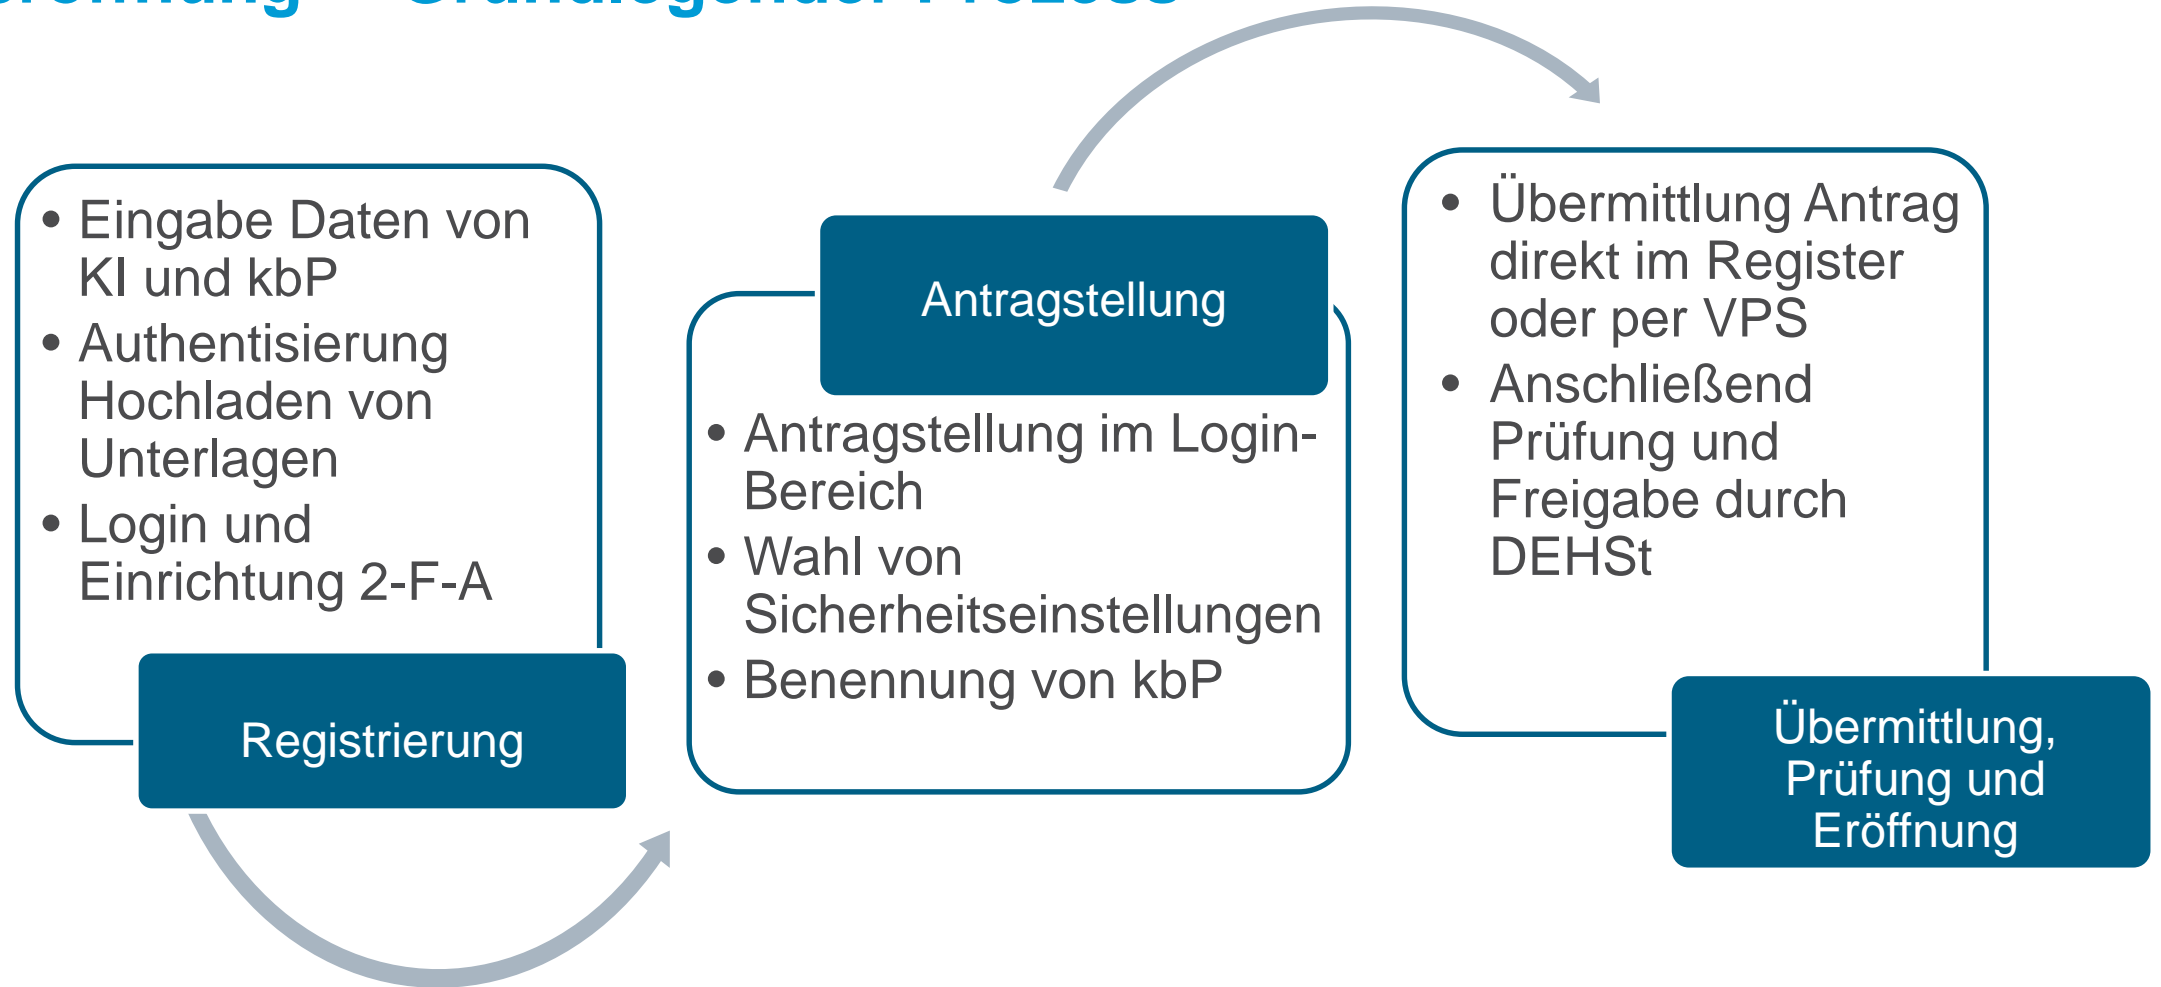 Grundlegender Prozess
• Eingabe Daten von
KI und kbP
• Authentisierung
Hochladen von
Unterlagen
• Login und
Einrichtung 2-F-A
Registrierung
Antragstellung
• Antragstellung im Login-
Bereich
• Wahl von
Sicherheitseinstellungen
• Benennung von kbP
• Übermittlung Antrag
direkt im Register
oder per VPS
• Anschließend
Prüfung und
Freigabe durch
DEHSt
Übermittlung,
Prüfung und
Eröffnung